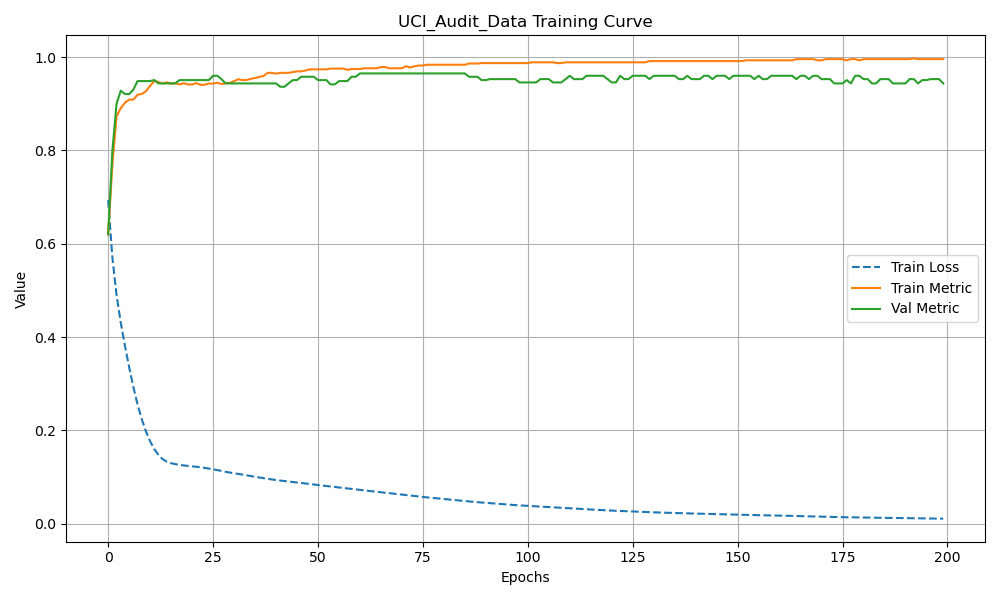 UCI_Audit_Data Training Curve
1.0
0.8
0.6
0.4
0.2
0.0
Value
Train Loss
Train Metric
Val Metric
0 25 50 75 100 125 150 175 200
Epochs